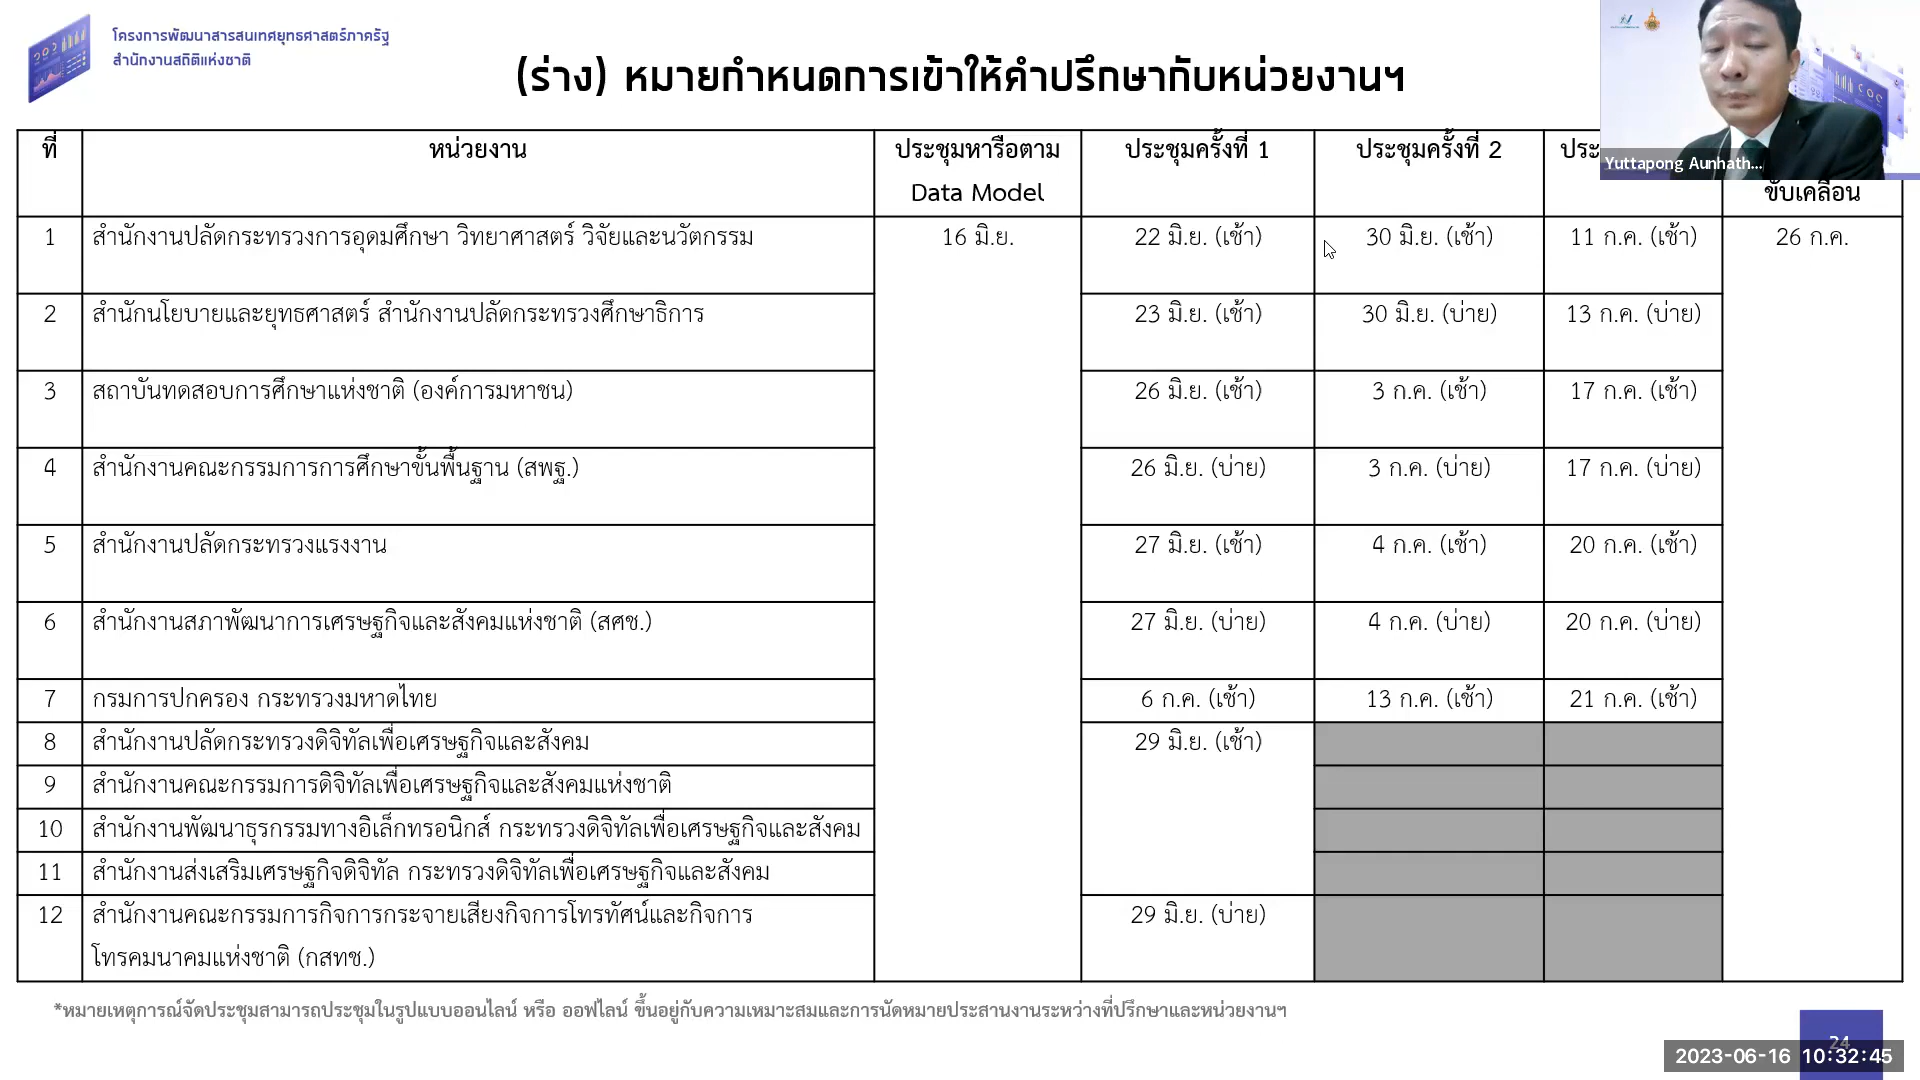 โครงการพัฒนาสารสนเทศยุทธศาสตร์ภาครัฐ
สำนักงานสถิติแห่งชาติ
(ร่าง) หมายกำหนดการเข้าให้คำปรึกษากับหน่วยงานฯ
Yuttapong Aunhath...
ที่ หน่วยงาน ประชุมหารือตาม ประชุมครั้งที่ 1 ประชุมครั้งที่ 2
Data Model ขับเคลื่อน
1 สำนักงานปลัดกระทรวงการอุดมศึกษา วิทยาศาสตร์ วิจัยและนวัตกรรม 16 มิ.ย. 22 มิ.ย. (เช้า) 30 มิ.ย. (เช้า) 11 ก.ค. (เช้า) 26 ก.ค.
2 สำนักนโยบายและยุทธศาสตร์ สำนักงานปลัดกระทรวงศึกษาธิการ 23 มิ.ย. (เช้า) 30 มิ.ย. (บ่าย) 13 ก.ค. (บ่าย)
3 สถาบันทดสอบการศึกษาแห่งชาติ (องค์การมหาชน) 26 มิ.ย. (เช้า) 3 ก.ค. (เช้า) 17 ก.ค. (เช้า)
4 สำนักงานคณะกรรมการการศึกษาขั้นพื้นฐาน (สพฐ.) 26 มิ.ย. (บ่าย) 3 ก.ค. (บ่าย) 17 ก.ค. (บ่าย)
5 สำนักงานปลัดกระทรวงแรงงาน 27 มิ.ย. (เช้า) 4 ก.ค. (เช้า) 20 ก.ค. (เช้า)
6 สำนักงานสภาพัฒนาการเศรษฐกิจและสังคมแห่งชาติ (สศช.) 27 มิ.ย. (บ่าย) 4 ก.ค. (บ่าย) 20 ก.ค. (บ่าย)
7 กรมการปกครอง กระทรวงมหาดไทย 6 ก.ค. (เช้า) 13 ก.ค. (เช้า) 21 ก.ค. (เช้า)
8 สำนักงานปลัดกระทรวงดิจิทัลเพื่อเศรษฐกิจและสังคม 29 มิ.ย. (เช้า)
9 สำนักงานคณะกรรมการดิจิทัลเพื่อเศรษฐกิจและสังคมแห่งชาติ
10 สำนักงานพัฒนาธุรกรรมทางอิเล็กทรอนิกส์ กระทรวงดิจิทัลเพื่อเศรษฐกิจและสังคม
11 สำนักงานส่งเสริมเศรษฐกิจดิจิทัล กระทรวงดิจิทัลเพื่อเศรษฐกิจและสังคม
12 สำนักงานคณะกรรมการกิจการกระจายเสียงกิจการโทรทัศน์และกิจการ 29 มิ.ย. (บ่าย)
โทรคมนาคมแห่งชาติ (กสทช.)
*หมายเหตุการณ์จัดประชุมสามารถประชุมในรูปแบบออนไลน์ หรือ ออฟไลน์ ขึ้นอยู่กับความเหมาะสมและการนัดหมายประสานงานระหว่างที่ปรึกษาและหน่วยงานฯ
24
2023-06-16 10:32:45